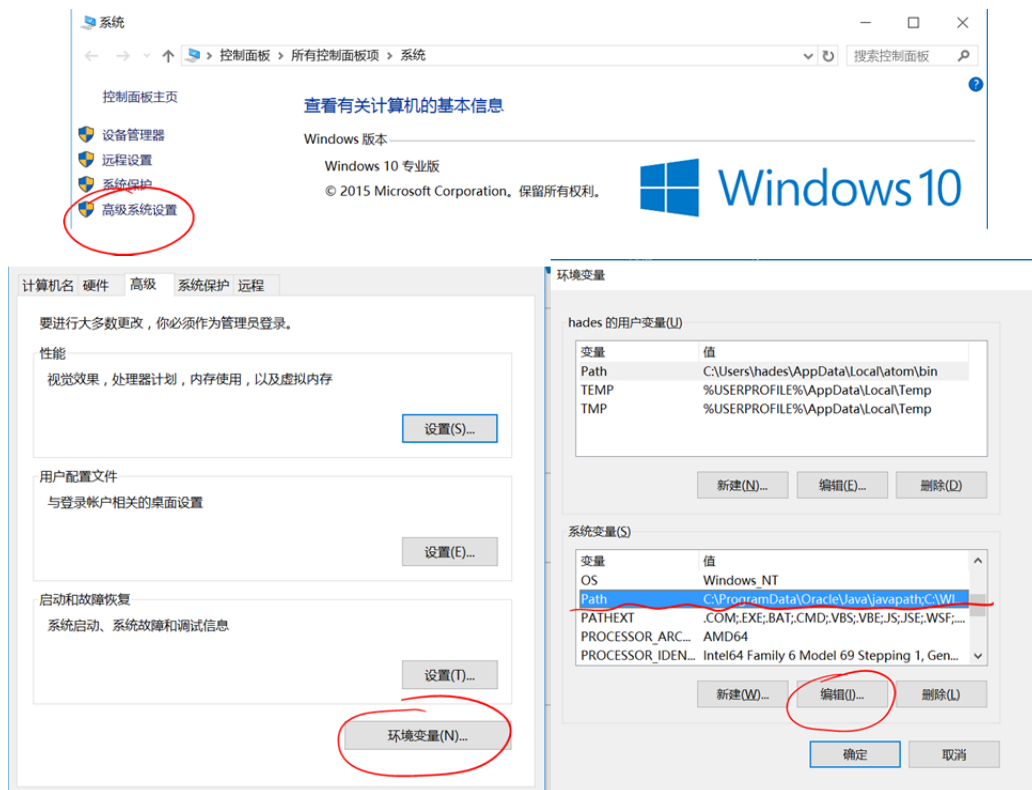 系统
控制面板 > 所有控制面板项 > 系统
搜索控制面板
控制面板主页
设备管理器
远程设置
系统保护
高级系统设置
查看有关计算机的基本信息
Windows 版本
Windows 10 专业版
© 2015 Microsoft Corporation。保留所有权利。
Windows 10
计算机名 硬件 高级 系统保护 远程
要进行大多数更改，你必须作为管理员登录。
性能
视觉效果，处理器计划，内存使用，以及虚拟内存
设置(S)...
用户配置文件
与登录帐户相关的桌面设置
设置(E)...
启动和故障恢复
系统启动、系统故障和调试信息
设置(T)...
环境变量(N)...
环境变量
hades 的用户变量(U)
变量 值
Path C:\Users\hades\AppData\Local\atom\bin
TEMP %USERPROFILE%\AppData\Local\Temp
TMP %USERPROFILE%\AppData\Local\Temp
新建(N)... 编辑(E)... 删除(D)
系统变量(S)
变量 值
OS Windows_NT
Path C:\ProgramData\Oracle\Java\javapath;C:\WI
PATHEXT .COM;.EXE;.BAT;.CMD;.VBS;.VBE;.JS;.JSE;.WSF;....
PROCESSOR_ARC... AMD64
PROCESSOR_IDEN... Intel64 Family 6 Model 69 Stepping 1, Gen...
新建(W)... 编辑(I)... 删除(L)
确定 取消